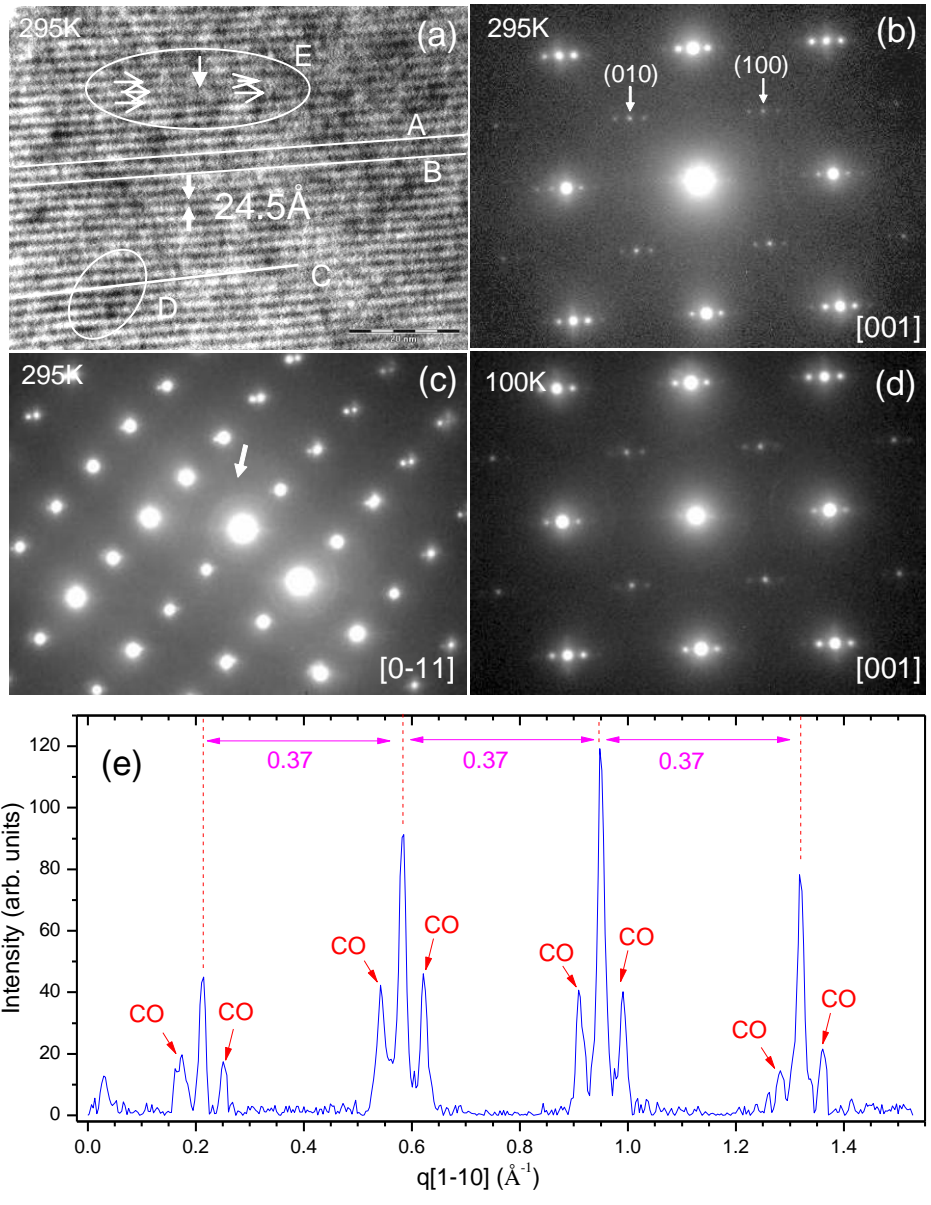 295K
(a)
E
A
B
24.5Å
C
D
20 nm
295K
(b)
(010)
(100)
[001]
295K
(c)
[0-11]
100K
(d)
[001]
(e)
0.37
0.37
0.37
CO
CO
CO
CO
CO
CO
CO
CO
120
100
80
60
40
20
0
Intensity (arb. units)
0.0
0.2
0.4
0.6
0.8
1.0
1.2
1.4
q[1-10] (Å⁻¹)